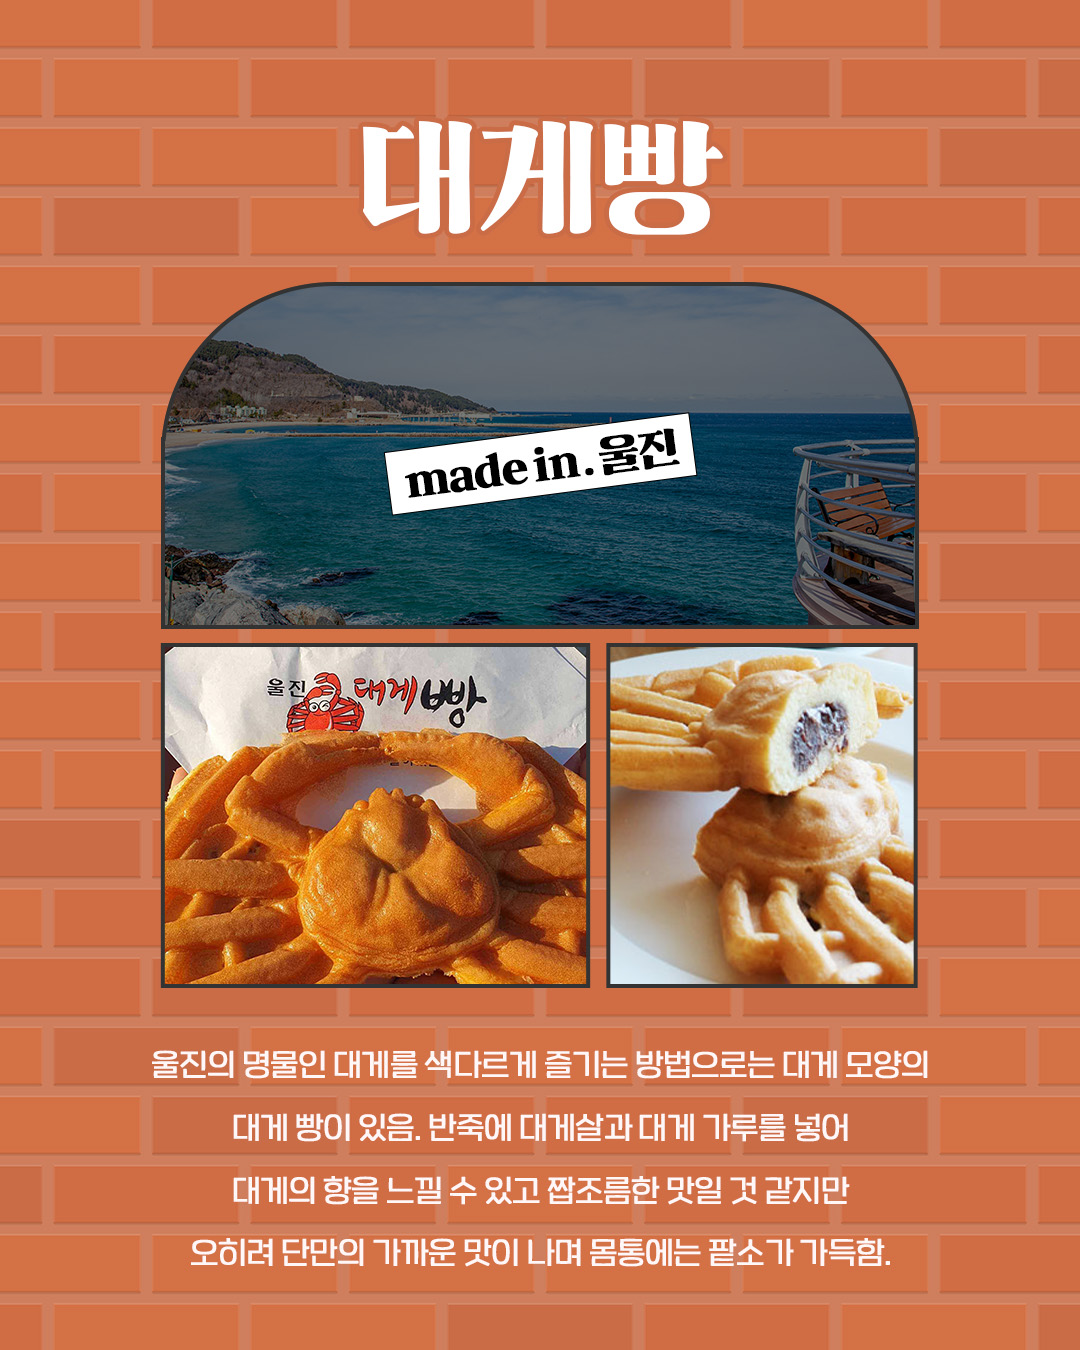 대게빵
made in. 울진
울진 대게빵
울진의 명물인 대게를 색다르게 즐기는 방법으로는 대게 모양의
대게 빵이 있음. 반죽에 대게살과 대게 가루를 넣어
대게의 향을 느낄 수 있고 짭조름한 맛일 것 같지만
오히려 단만의 가까운 맛이 나며 몸통에는 팥소가 가득함.